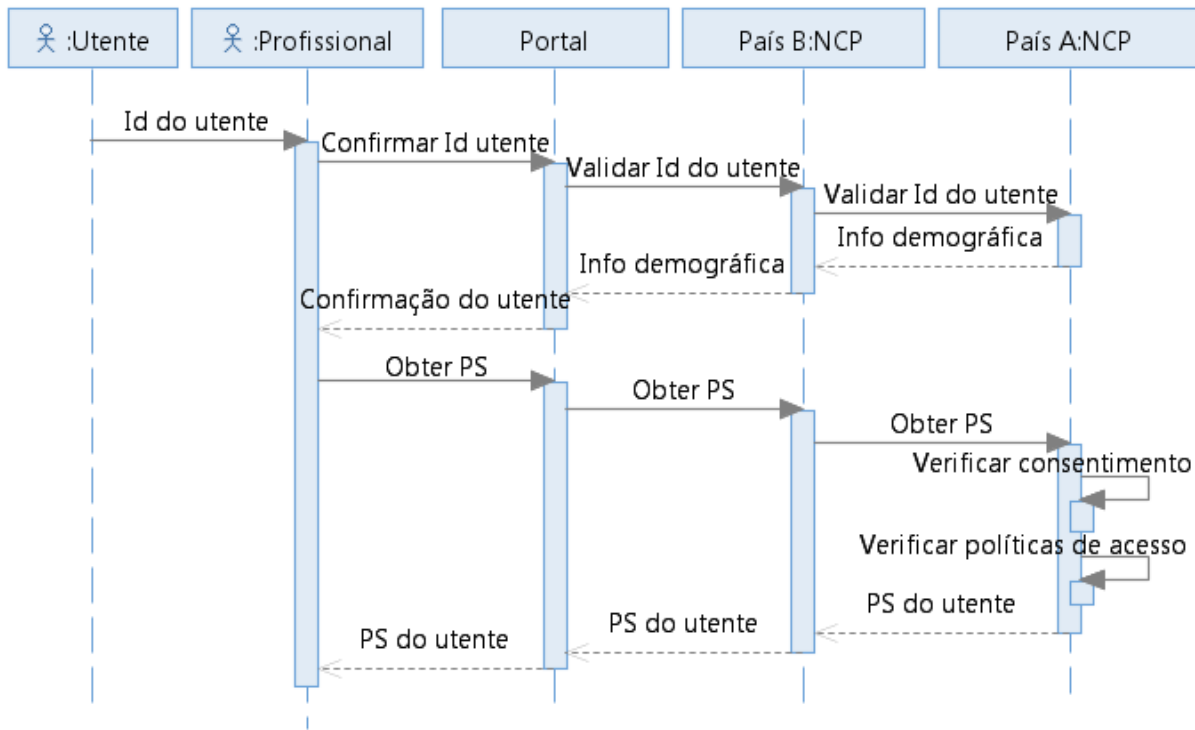 :Utente
:Profissional
Portal
País B:NCP
País A:NCP
Id do utente
Confirmar Id utente
Validar Id do utente
Validar Id do utente
Info demográfica
Info demográfica
Confirmação do utente
Obter PS
Obter PS
Obter PS
Verificar consentimento
Verificar políticas de acesso
PS do utente
PS do utente
PS do utente